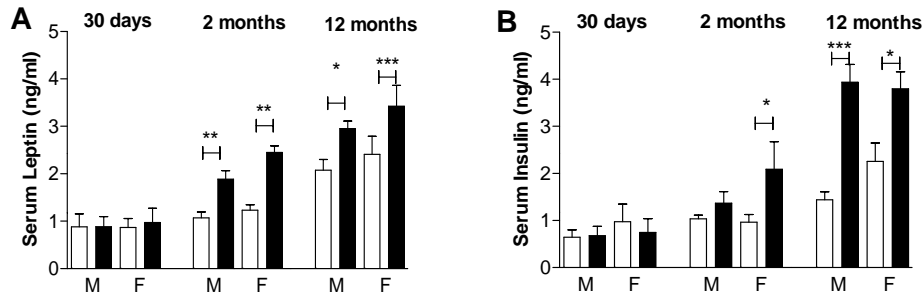 A
30 days
2 months
12 months
Serum Leptin (ng/ml)
5
4
3
2
1
0
**
**
*
***
M
F
M
F
M
F
B
30 days
2 months
12 months
Serum Insulin (ng/ml)
5
4
3
2
1
0
*
***
*
M
F
M
F
M
F